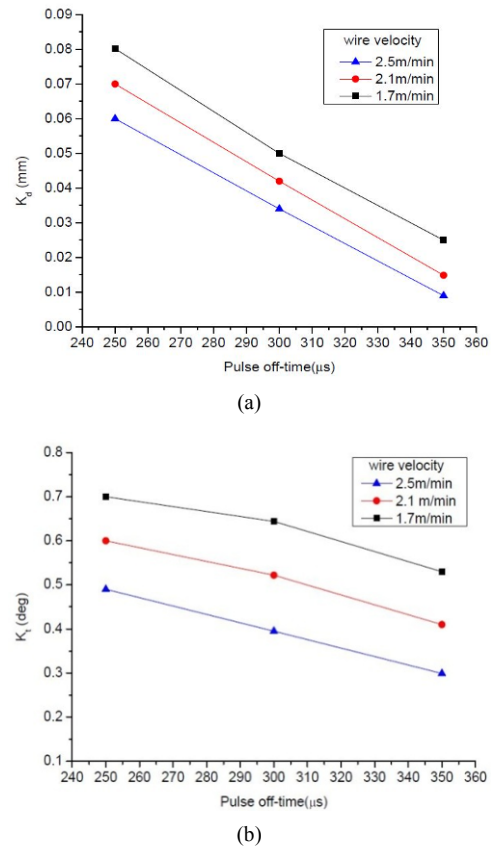 0.09
0.08
0.07
0.06
0.05
0.04
0.03
0.02
0.01
0.00
K_d (mm)
wire velocity
2.5m/min
2.1m/min
1.7m/min
240 250 260 270 280 290 300 310 320 330 340 350 360
Pulse off-time(μs)
(a)
0.8
0.7
0.6
0.5
0.4
0.3
0.2
0.1
K_t (deg)
wire velocity
2.5m/min
2.1 m/min
1.7m/min
240 250 260 270 280 290 300 310 320 330 340 350 360
Pulse off-time(μs)
(b)